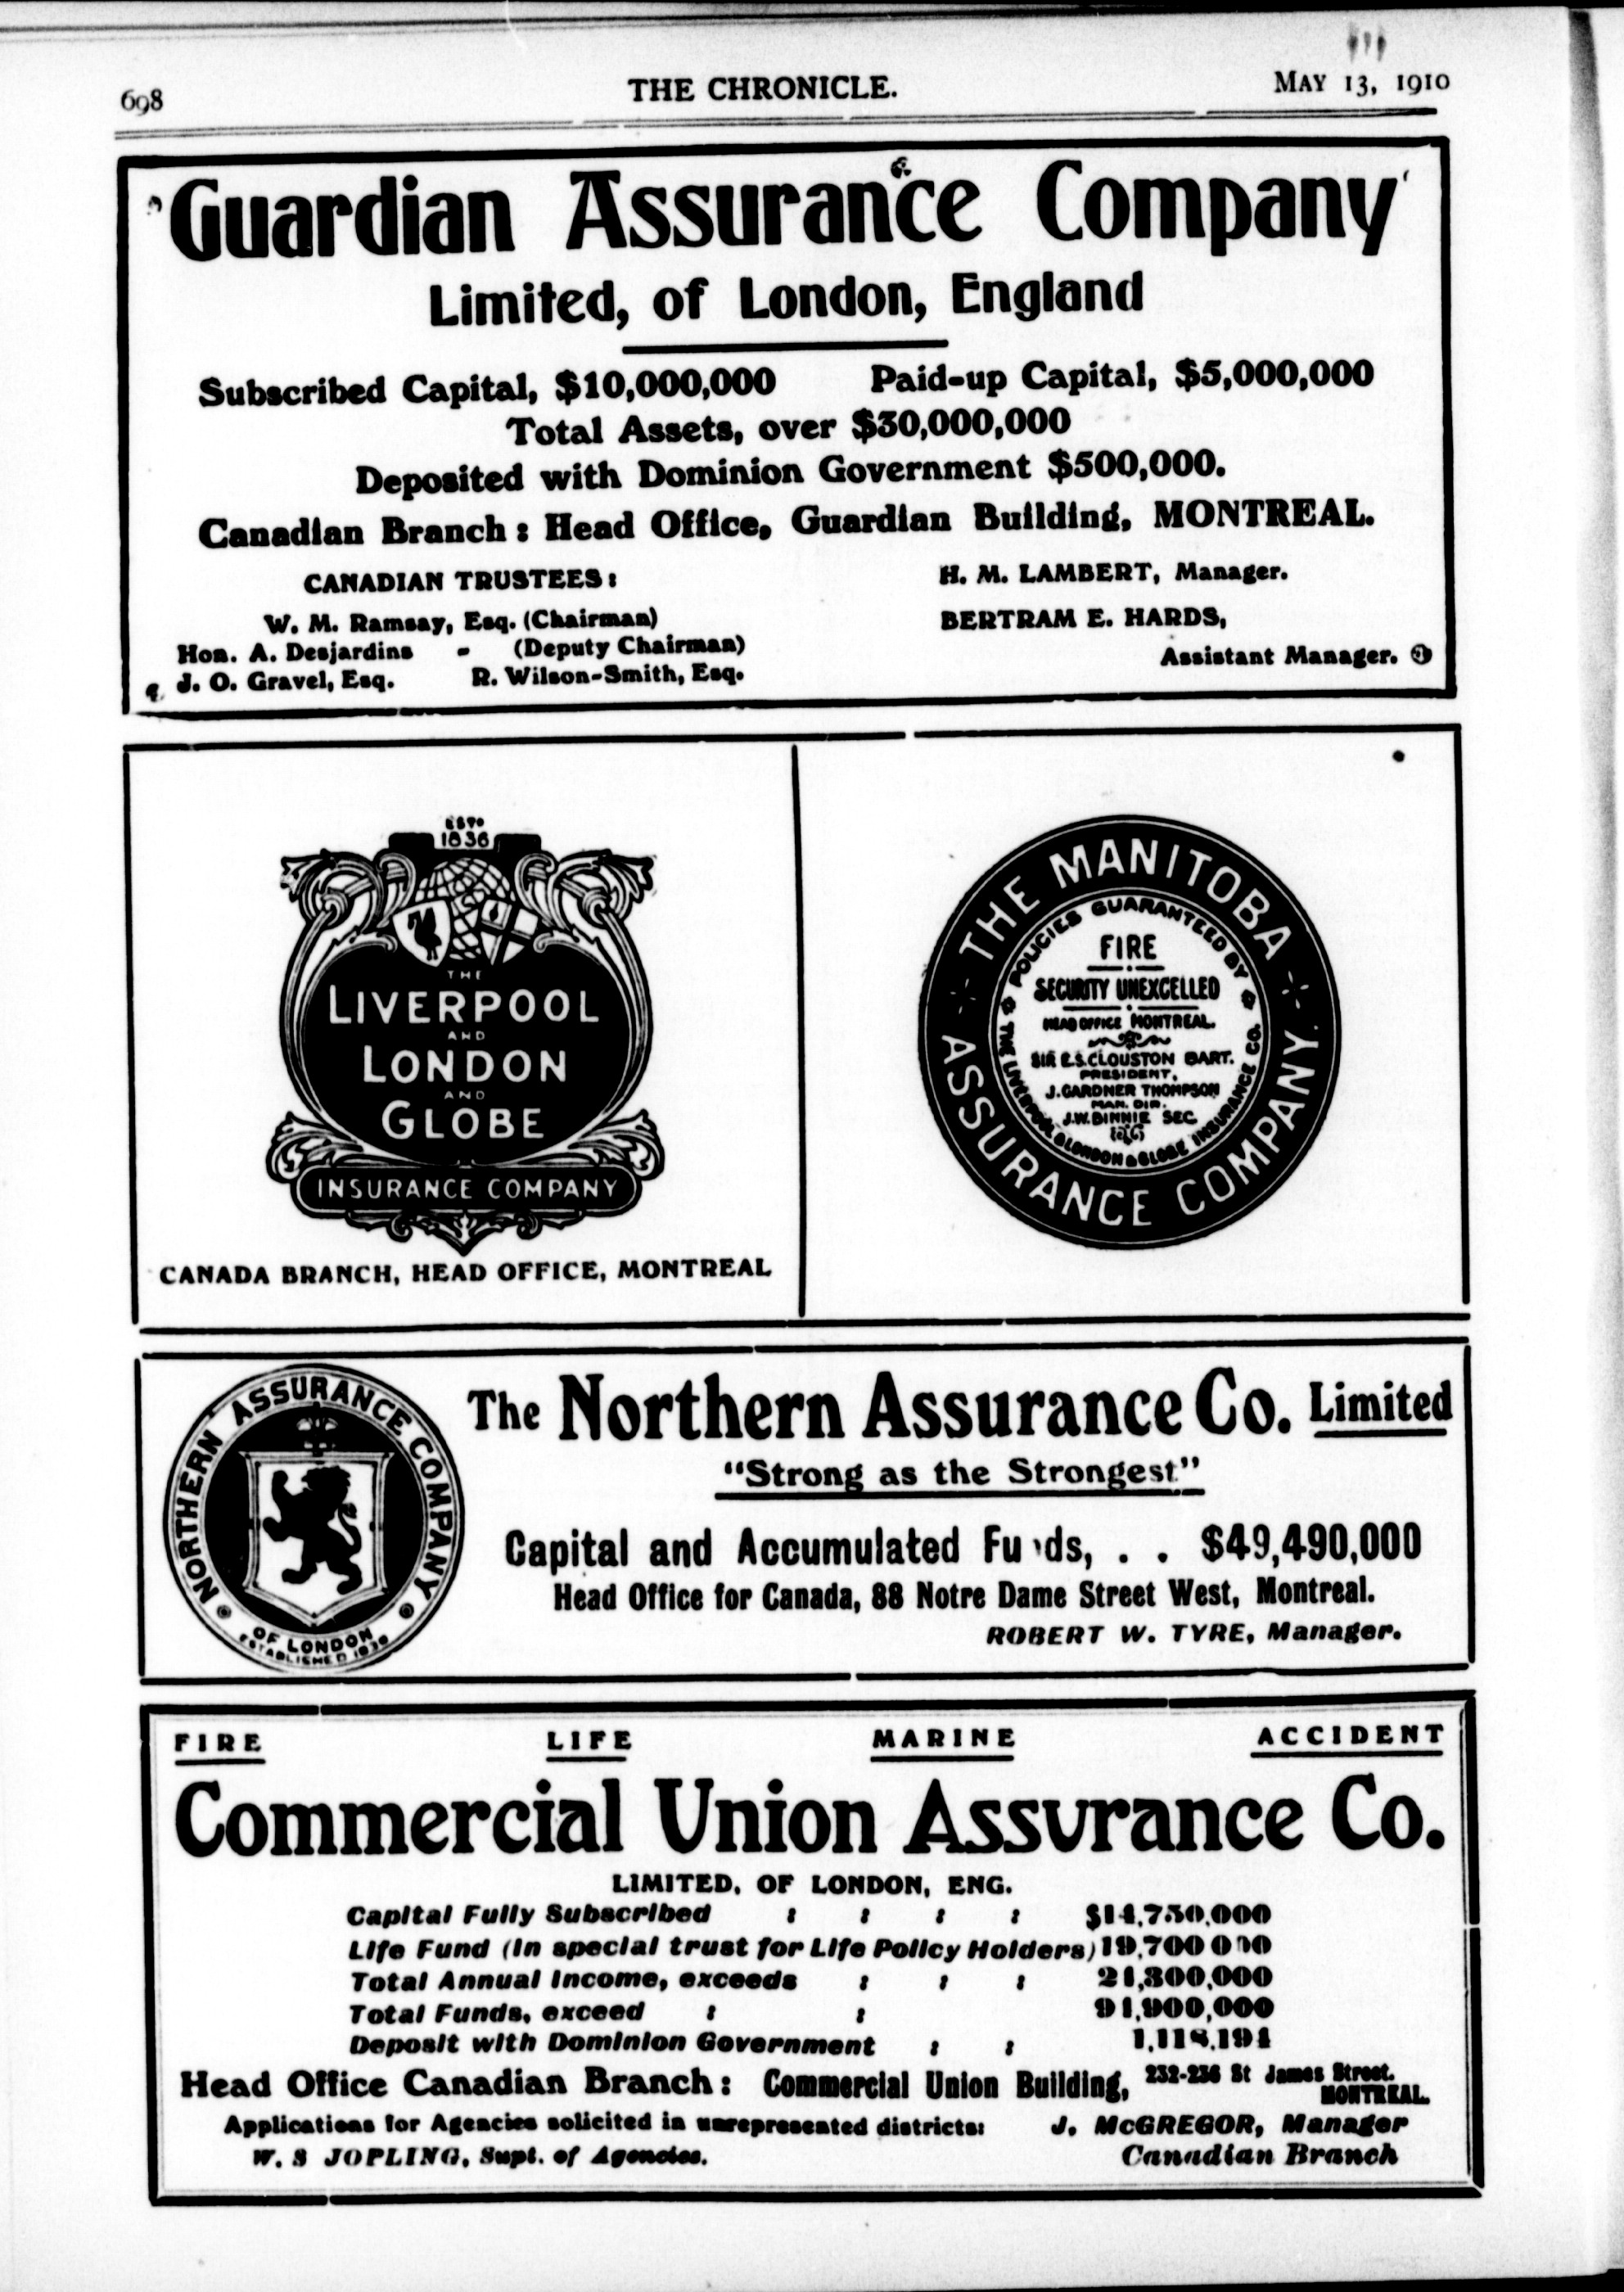 698
THE CHRONICLE.
MAY 13, 1910
Guardian Assurance Company
Limited, of London, England
Subscribed Capital, $10,000,000 Paid-up Capital, $5,000,000
Total Assets, over $30,000,000
Deposited with Dominion Government $500,000.
Canadian Branch: Head Office, Guardian Building, MONTREAL.
CANADIAN TRUSTEES:
W. M. Ramsay, Esq. (Chairman)
Hon. A. Desjardins - (Deputy Chairman)
J. O. Gravel, Esq. R. Wilson-Smith, Esq.
H. M. LAMBERT, Manager.
BERTRAM E. HARDS,
Assistant Manager.
ESTD
1836
THE
LIVERPOOL
AND
LONDON
AND
GLOBE
INSURANCE COMPANY
CANADA BRANCH, HEAD OFFICE, MONTREAL
THE MANITOBA
ASSURANCE COMPANY.
POLICIES GUARANTEED BY
THE LIVERPOOL & LONDON & GLOBE INSURANCE CO.
FIRE
SECURITY UNEXCELLED
HEAD OFFICE MONTREAL.
SIR E.S. CLOUSTON BART.
PRESIDENT.
J. GARDNER THOMPSON
MAN. DIR.
J.W. BINNIE SEC.
NORTHERN ASSURANCE COMPANY
OF LONDON
ESTABLISHED 1836
The Northern Assurance Co. Limited
"Strong as the Strongest"
Capital and Accumulated Fu ds, . . $49,490,000
Head Office for Canada, 88 Notre Dame Street West, Montreal.
ROBERT W. TYRE, Manager.
FIRE LIFE MARINE ACCIDENT
Commercial Union Assurance Co.
LIMITED, OF LONDON, ENG.
Capital Fully Subscribed : : : : $14,750,000
Life Fund (In special trust for Life Policy Holders) 19,700 000
Total Annual Income, exceeds : : : 21,300,000
Total Funds, exceed : : 91,900,000
Deposit with Dominion Government : : 1,118,194
Head Office Canadian Branch: Commercial Union Building, 232-236 St James Street.
MONTREAL.
Applications for Agencies solicited in unrepresented districts:
W. S JOPLING, Supt. of Agencies.
J. McGREGOR, Manager
Canadian Branch